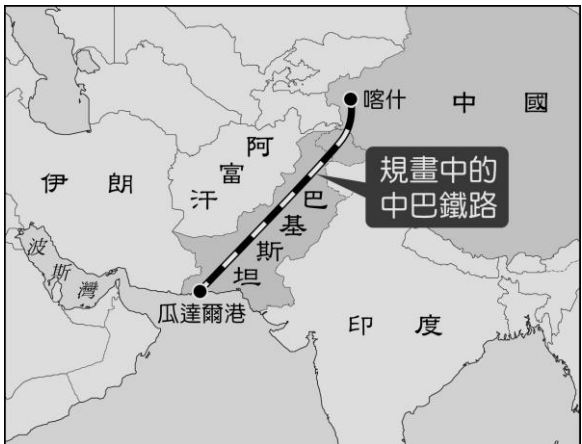 喀什
中國
阿富汗
伊朗
規畫中的
中巴鐵路
巴基斯坦
波斯灣
瓜達爾港
印度